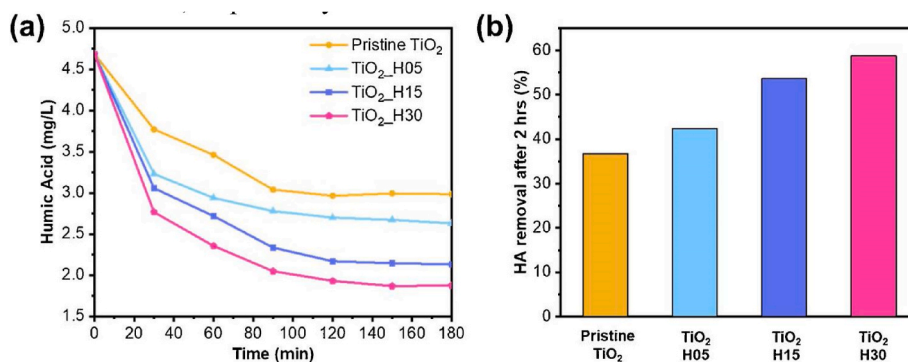 (a)
5.0
4.5
4.0
3.5
3.0
2.5
2.0
1.5
Humic Acid (mg/L)
0 20 40 60 80 100 120 140 160 180
Time (min)
Pristine TiO₂
TiO₂_H05
TiO₂_H15
TiO₂_H30
(b)
60
50
40
30
20
10
0
HA removal after 2 hrs (%)
Pristine
TiO₂
TiO₂
H05
TiO₂
H15
TiO₂
H30